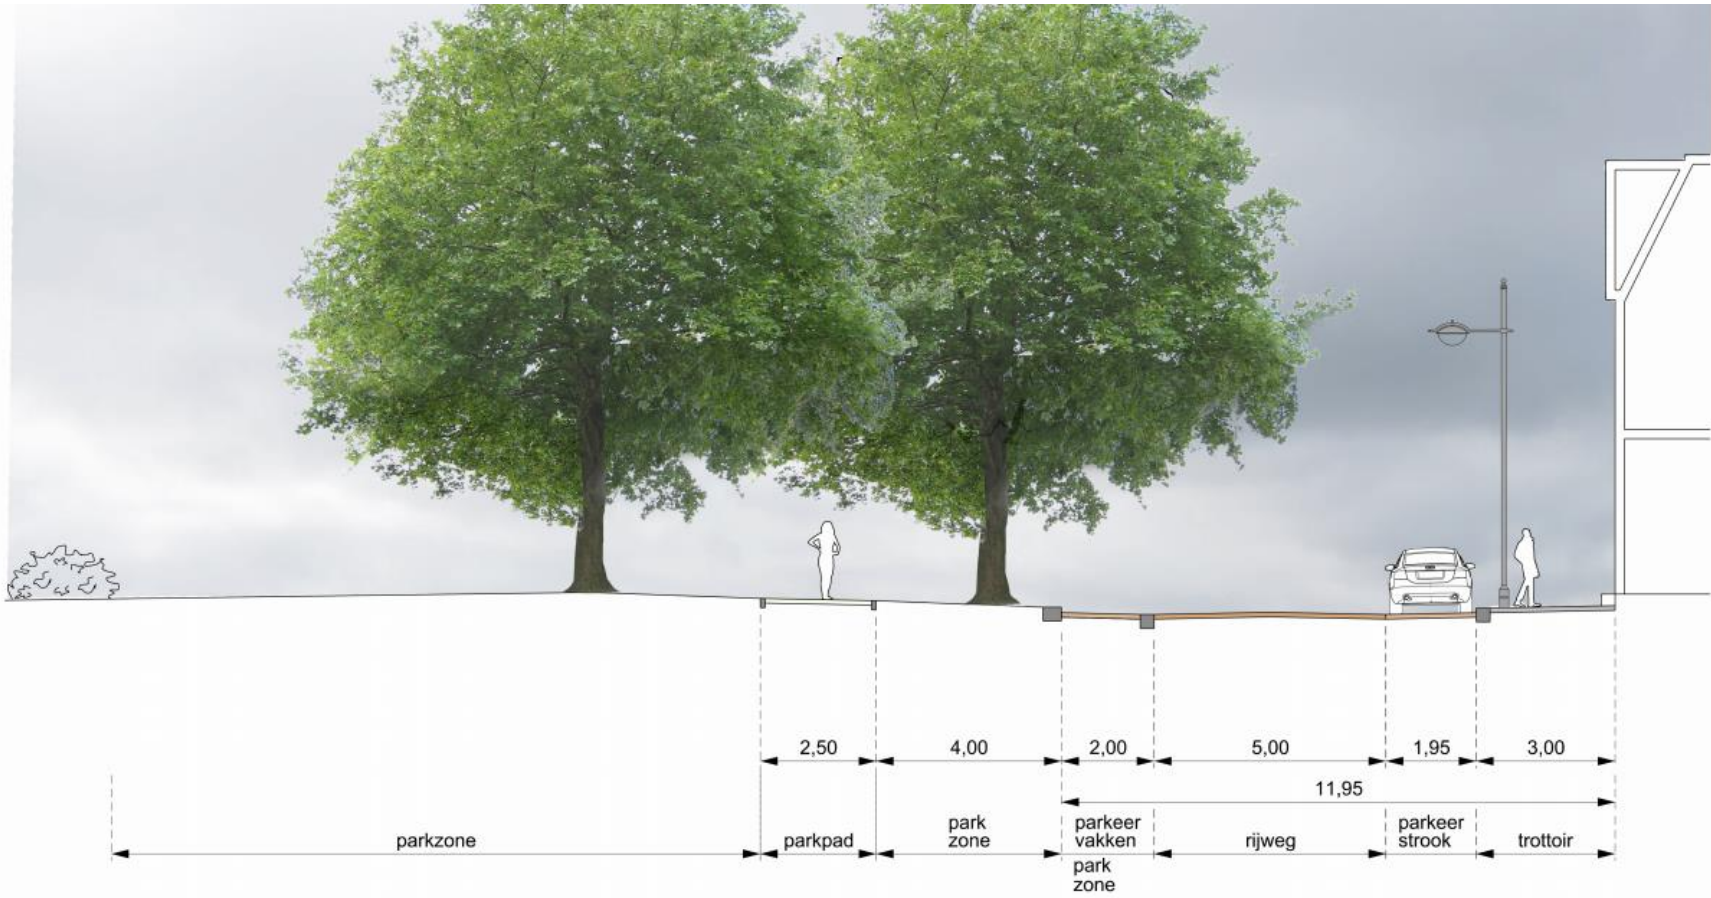 2,50 4,00 2,00 5,00 1,95 3,00
11,95
parkzone
parkpad
park
zone
parkeer
vakken
park
zone
rijweg
parkeer
strook
trottoir